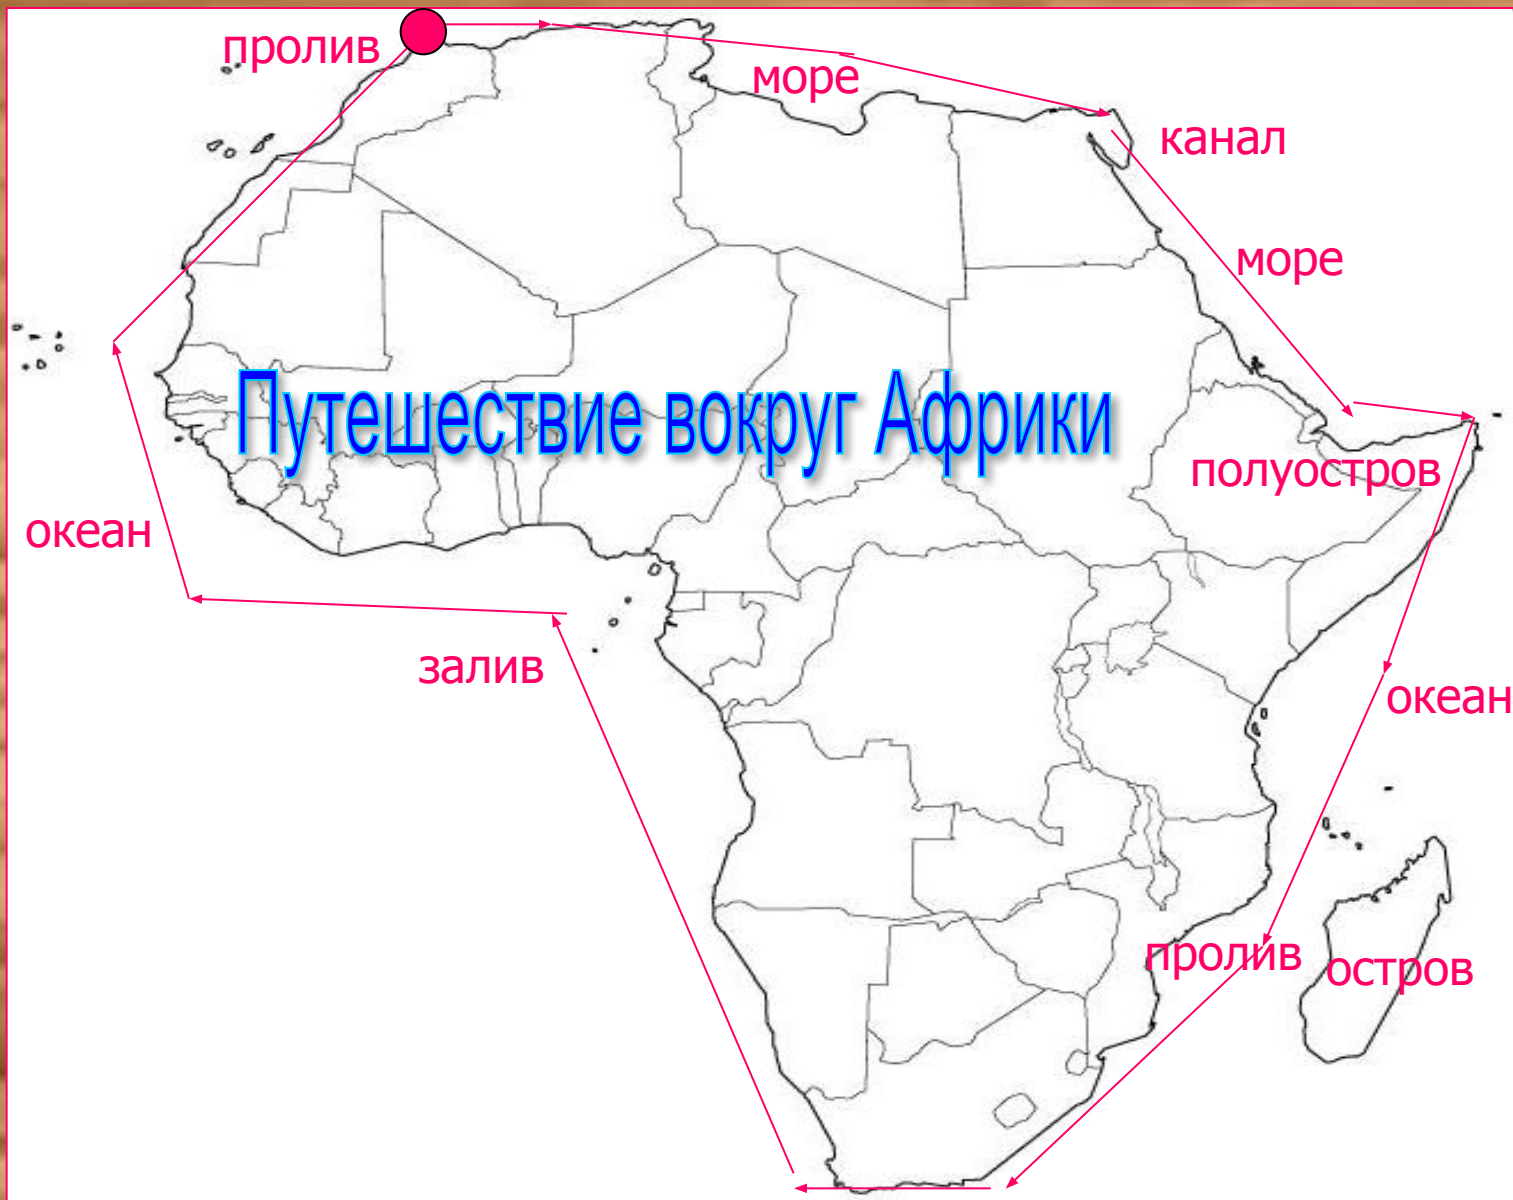 пролив
море
канал
море
Путешествие вокруг Африки
полуостров
океан
залив
океан
пролив
остров